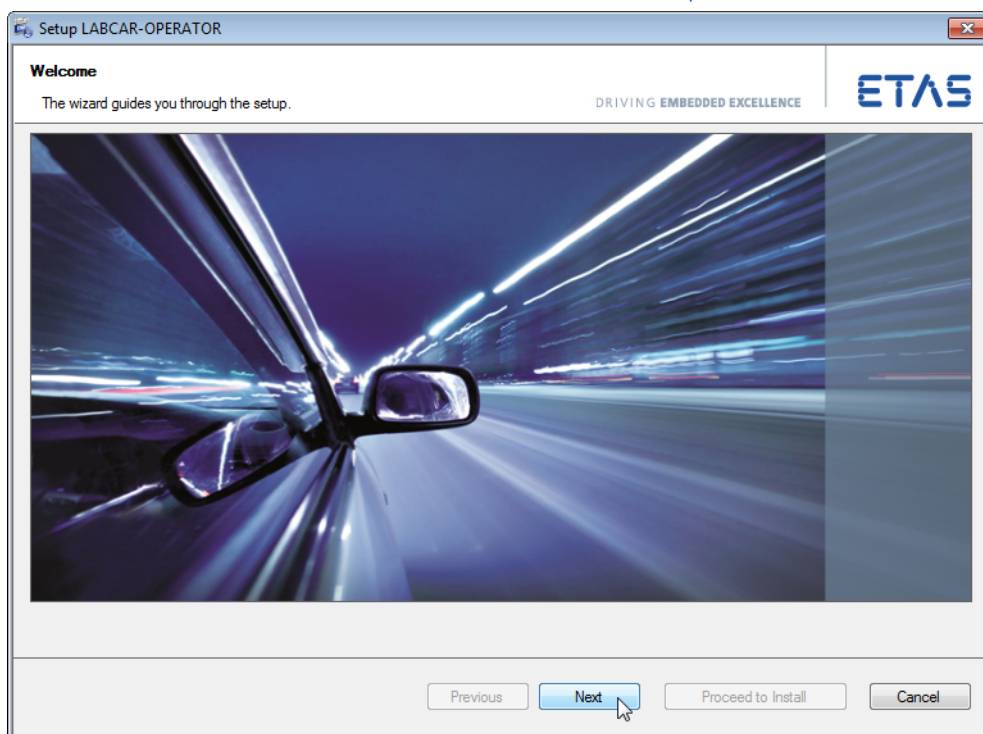 Setup LABCAR-OPERATOR
Welcome
The wizard guides you through the setup.
DRIVING EMBEDDED EXCELLENCE
ETAS
Previous
Next
Proceed to Install
Cancel